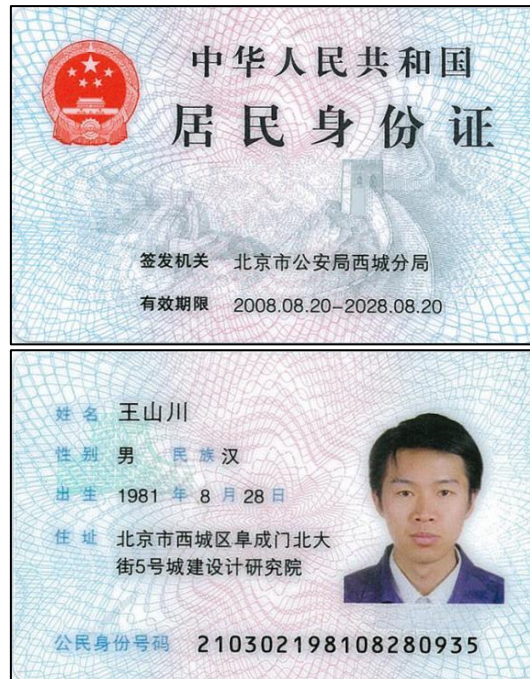 中华人民共和国
居民身份证
签发机关 北京市公安局西城分局
有效期限 2008.08.20-2028.08.20
姓名 王山川
性别 男 民族 汉
出生 1981 年 8 月 28 日
住址 北京市西城区阜成门北大
街5号城建设计研究院
公民身份号码 210302198108280935